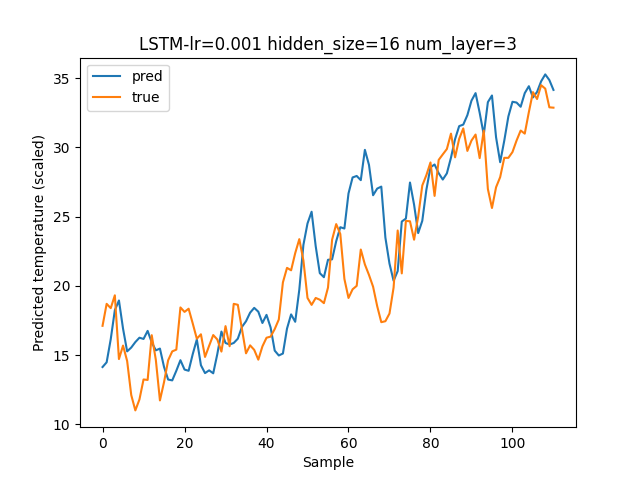 LSTM-lr=0.001 hidden_size=16 num_layer=3
pred
true
Predicted temperature (scaled)
35
30
25
20
15
10
0
20
40
60
80
100
Sample